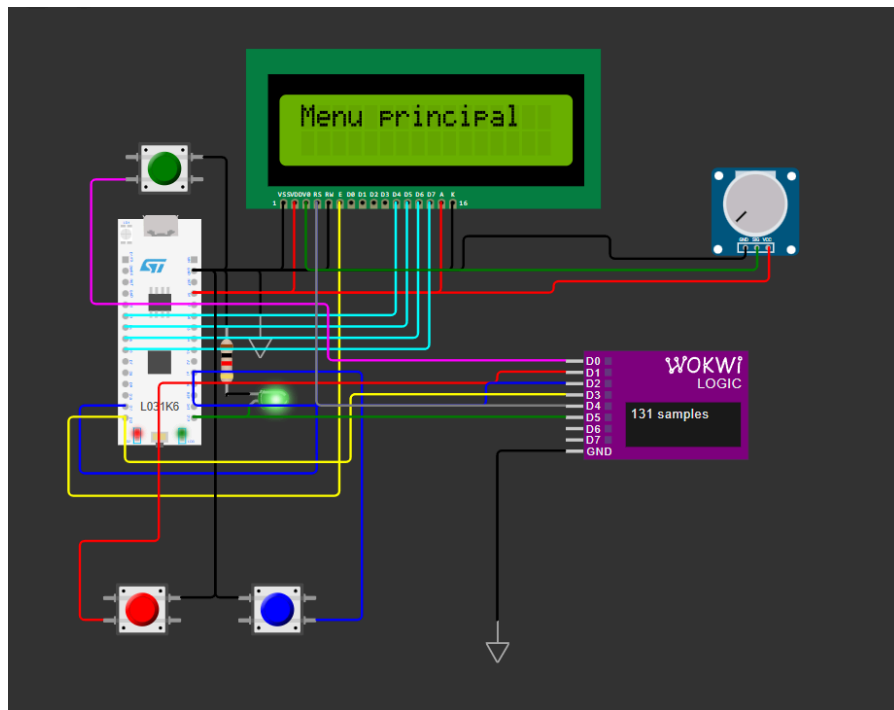 Menu principal
VSS VDD V0 RS RW E D0 D1 D2 D3 D4 D5 D6 D7 A K
1 16
GND SIG VCC
ST
L031K6
WOKWi
LOGIC
131 samples
D0
D1
D2
D3
D4
D5
D6
D7
GND